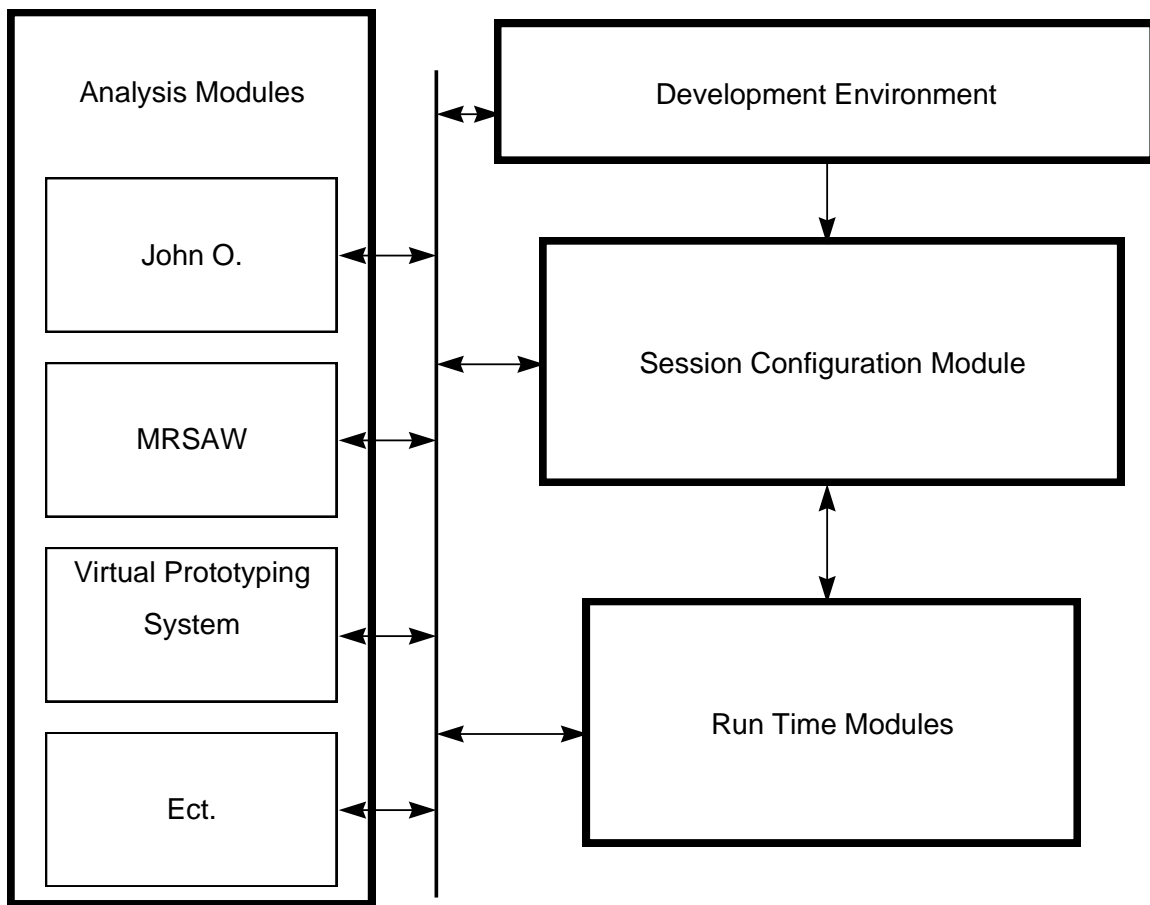 Analysis Modules
John O.
MRSAW
Virtual Prototyping
System
Ect.
Development Environment
Session Configuration Module
Run Time Modules